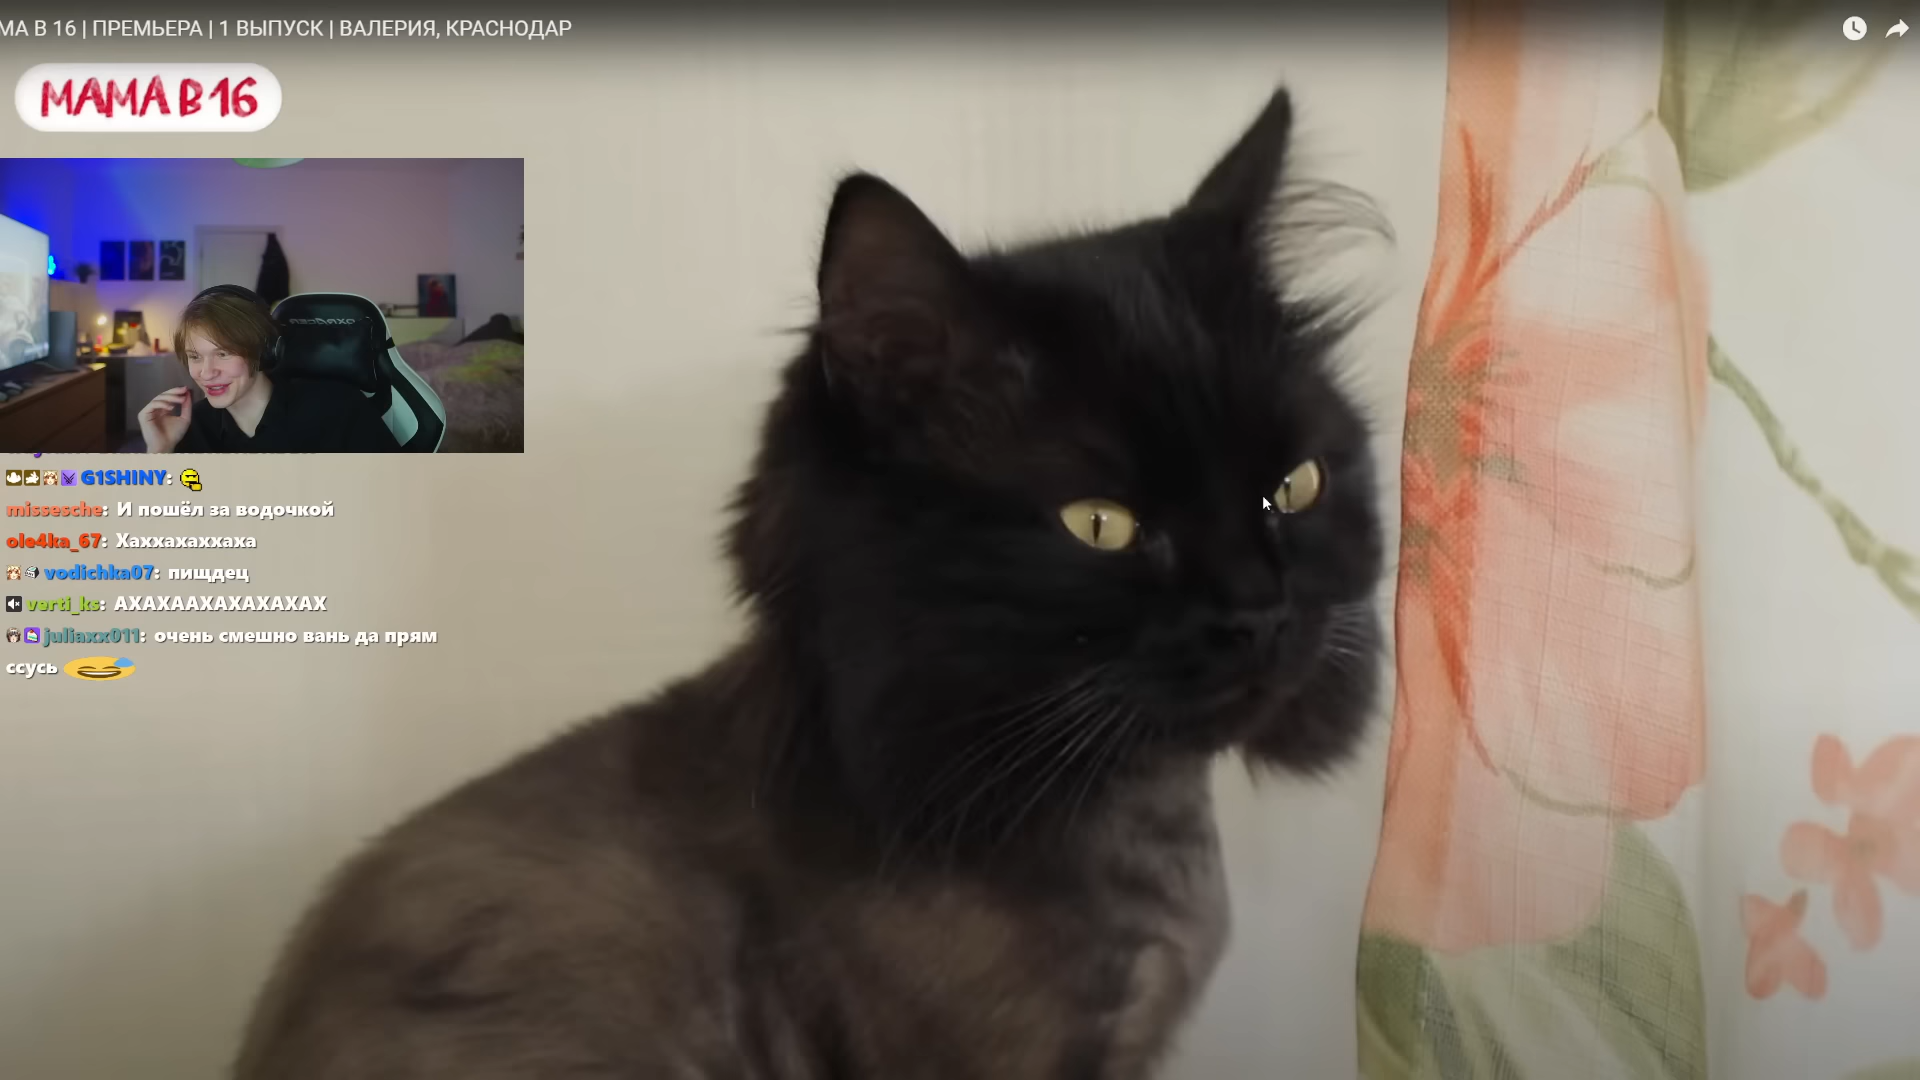 МА В 16 | ПРЕМЬЕРА | 1 ВЫПУСК | ВАЛЕРИЯ, КРАСНОДАР
МАМА В 16
G1SHINY:
missesche: И пошёл за водочкой
ole4ka_67: Хаххахаххаха
vodichka07: пищдец
verti_ks: АХАХААХАХАХАХАХ
juliaxx011: очень смешно вань да прям
ссусь